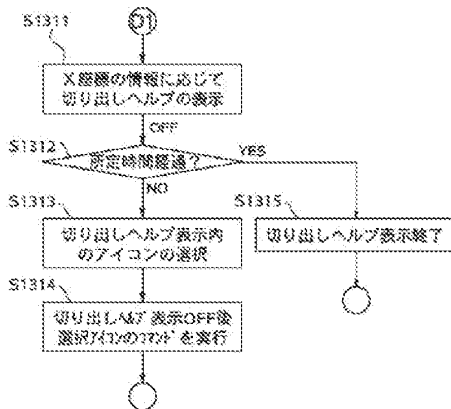 S1311
D1
X座標の情報に応じて
切り出しヘルプの表示
OFF
S1312
所定時間経過？
YES
NO
S1313
切り出しヘルプ表示内
のアイコンの選択
S1315
切り出しヘルプ表示終了
S1314
切り出しﾍﾙﾌﾟ表示OFF後
選択ｱｲｺﾝのｺﾏﾝﾄﾞを実行